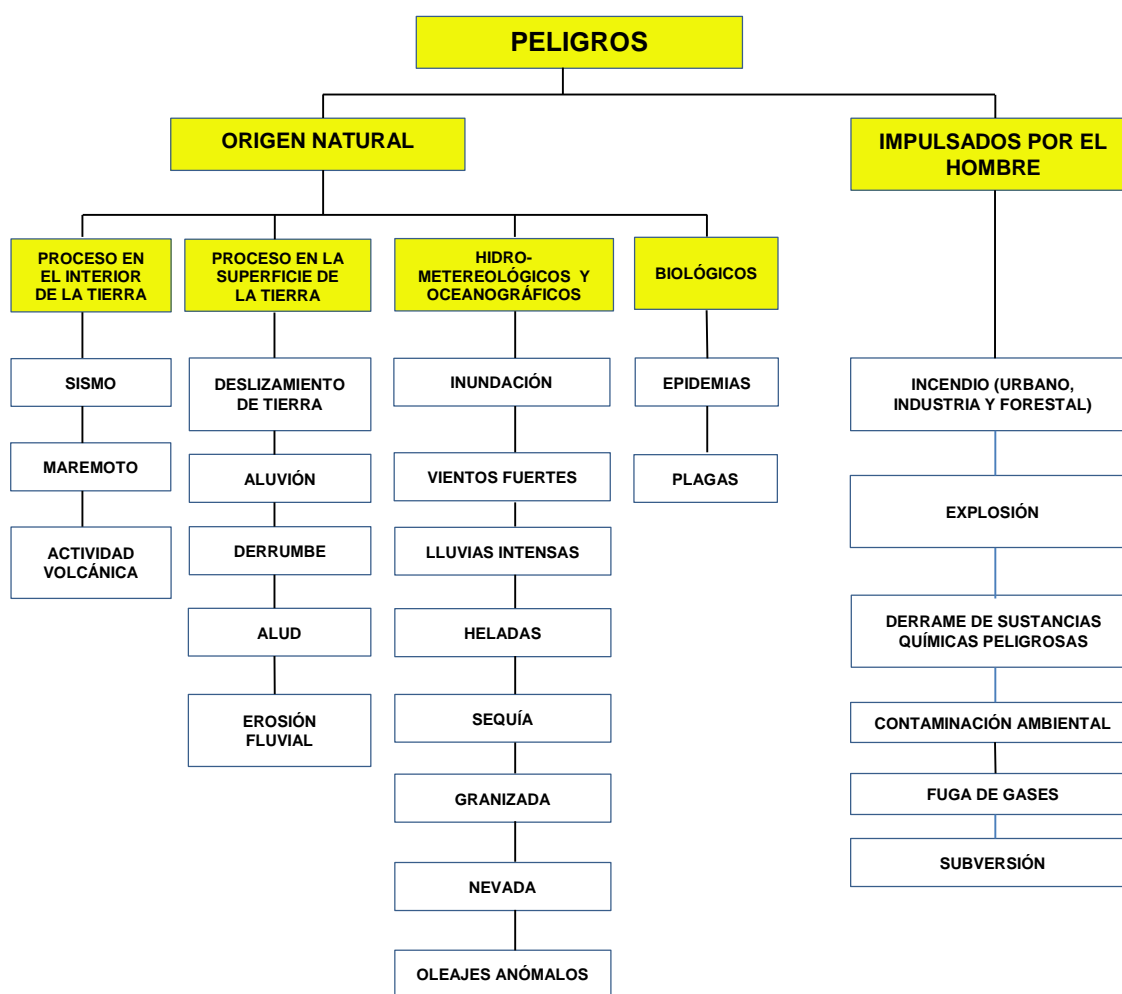 PELIGROS
ORIGEN NATURAL
IMPULSADOS POR EL
HOMBRE
PROCESO EN
EL INTERIOR
DE LA TIERRA
PROCESO EN LA
SUPERFICIE DE
LA TIERRA
HIDRO-
METEREOLÓGICOS Y
OCEANOGRÁFICOS
BIOLÓGICOS
SISMO
MAREMOTO
ACTIVIDAD
VOLCÁNICA
DESLIZAMIENTO
DE TIERRA
ALUVIÓN
DERRUMBE
ALUD
EROSIÓN
FLUVIAL
INUNDACIÓN
VIENTOS FUERTES
LLUVIAS INTENSAS
HELADAS
SEQUÍA
GRANIZADA
NEVADA
OLEAJES ANÓMALOS
EPIDEMIAS
PLAGAS
INCENDIO (URBANO,
INDUSTRIA Y FORESTAL)
EXPLOSIÓN
DERRAME DE SUSTANCIAS
QUÍMICAS PELIGROSAS
CONTAMINACIÓN AMBIENTAL
FUGA DE GASES
SUBVERSIÓN